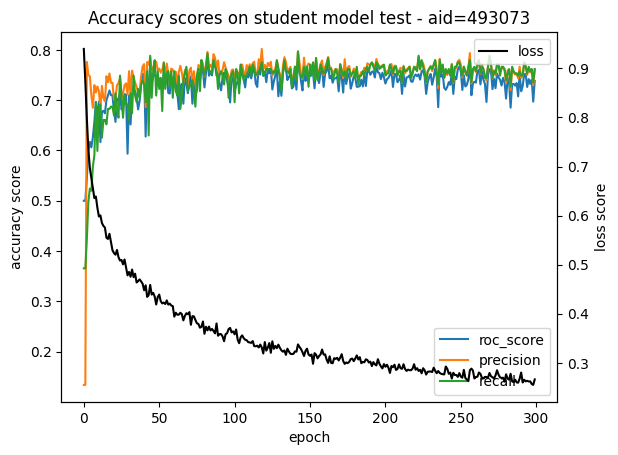 Accuracy scores on student model test - aid=493073
loss
0.8
0.7
0.6
0.5
0.4
0.3
0.2
accuracy score
0.9
0.8
0.7
0.6
0.5
0.4
0.3
loss score
roc_score
precision
recall
0
50
100
150
200
250
300
epoch